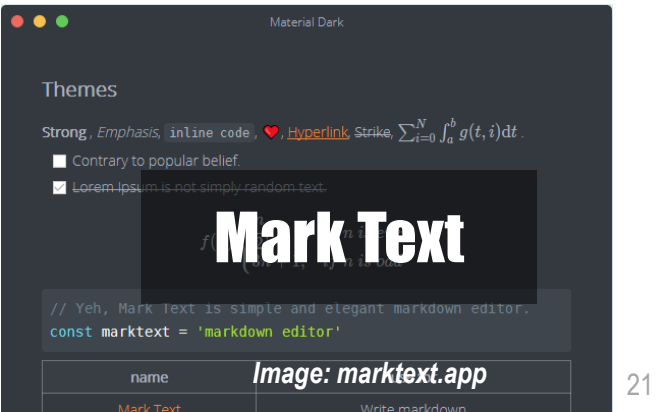 Material Dark
Themes
Strong, Emphasis, inline code, ❤, Hyperlink, Strike, ∑_{i=0}^{N} ∫_a^b g(t, i)dt .
Contrary to popular belief.
Lorem Ipsum is not simply random text.
Mark Text
// Yeh, Mark Text is simple and elegant markdown editor.
const marktext = 'markdown editor'
name
Image: marktext.app
21
Mark Text
Write markdown